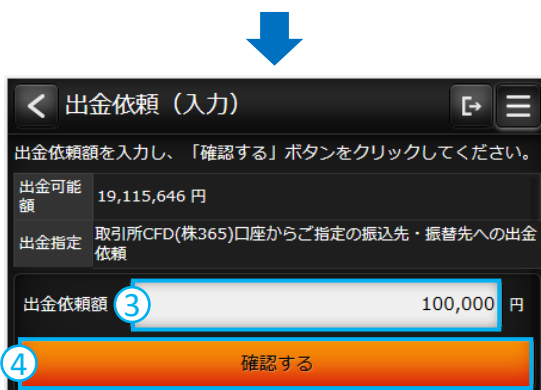 出金依頼（入力）
出金依頼額を入力し、「確認する」ボタンをクリックしてください。
出金可能額 19,115,646 円
出金指定 取引所CFD(株365)口座からご指定の振込先・振替先への出金依頼
出金依頼額 ③ 100,000 円
④ 確認する